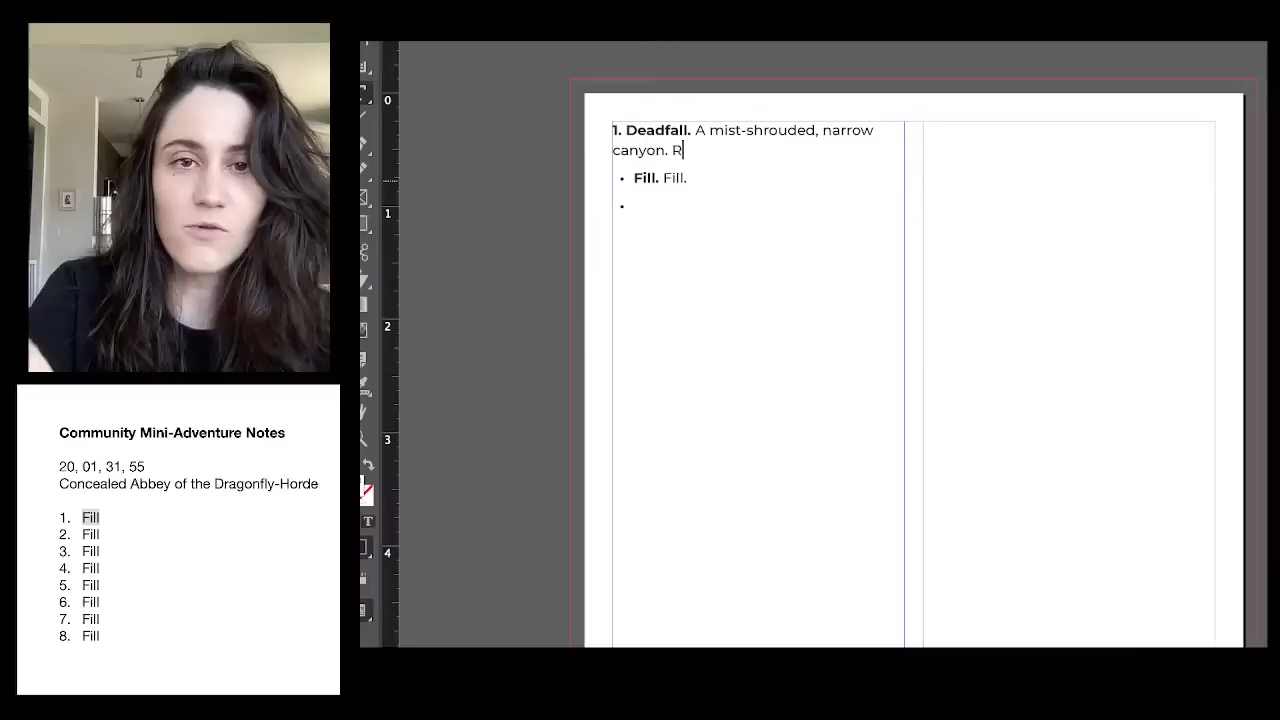 Community Mini-Adventure Notes
20, 01, 31, 55
Concealed Abbey of the Dragonfly-Horde
1. Fill
2. Fill
3. Fill
4. Fill
5. Fill
6. Fill
7. Fill
8. Fill
0
1
2
3
4
T
1. Deadfall. A mist-shrouded, narrow
canyon. R
• Fill. Fill.
•